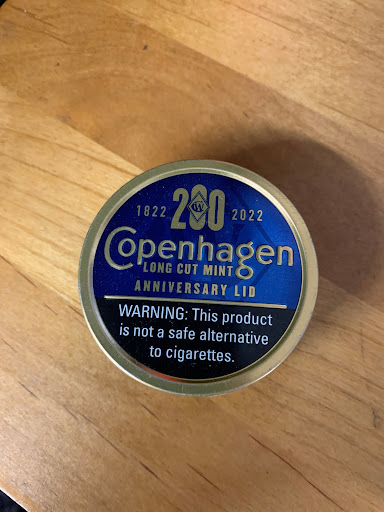 1822 200 2022
W
Copenhagen
LONG CUT MINT
ANNIVERSARY LID
WARNING: This product
is not a safe alternative
to cigarettes.